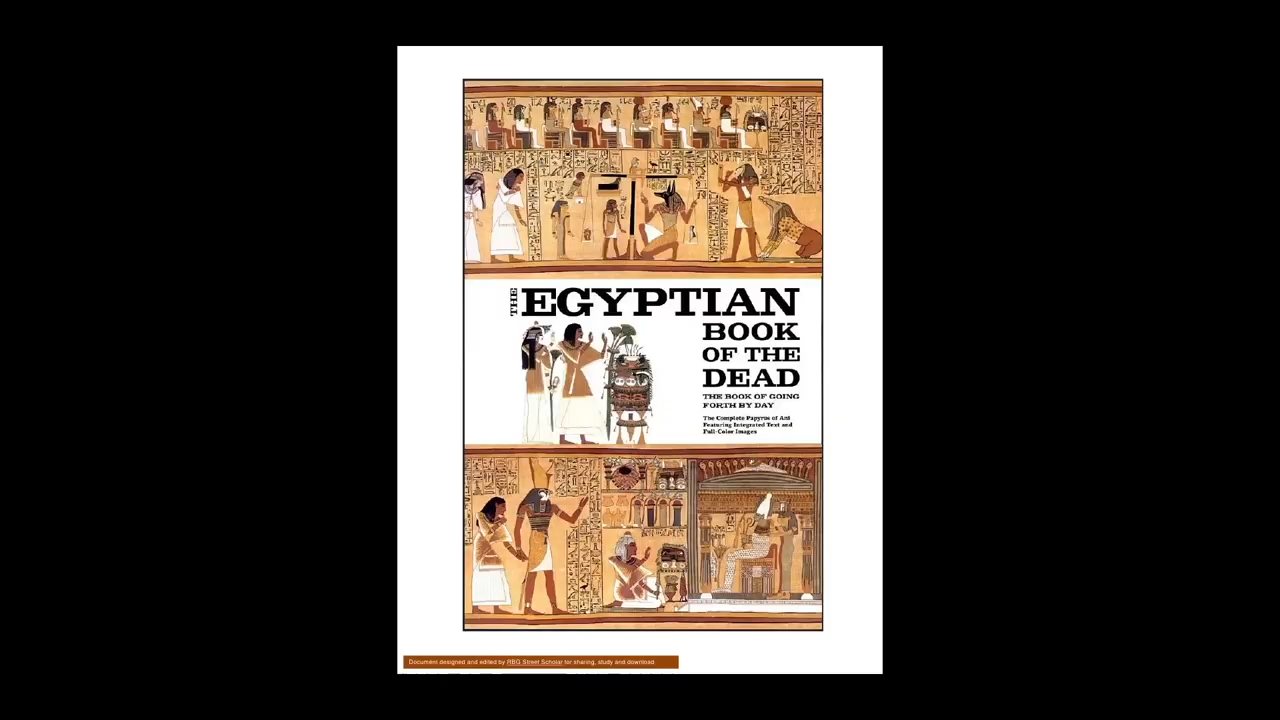 THE EGYPTIAN
BOOK
OF THE
DEAD
THE BOOK OF GOING
FORTH BY DAY
The Complete Papyrus of Ani
Featuring Integrated Text and
Full-Color Images
Document designed and edited by RBG Street Scholar for sharing, study and download.